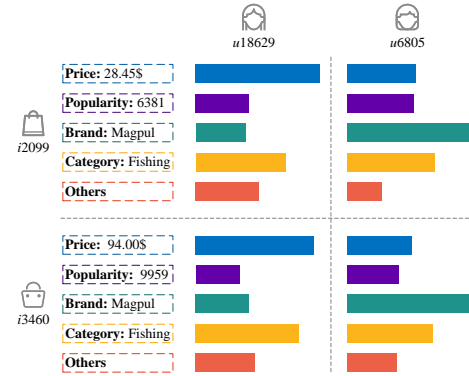 u18629
u6805
Price: 28.45$
Popularity: 6381
Brand: Magpul
i2099
Category: Fishing
Others
Price: 94.00$
Popularity: 9959
Brand: Magpul
i3460
Category: Fishing
Others